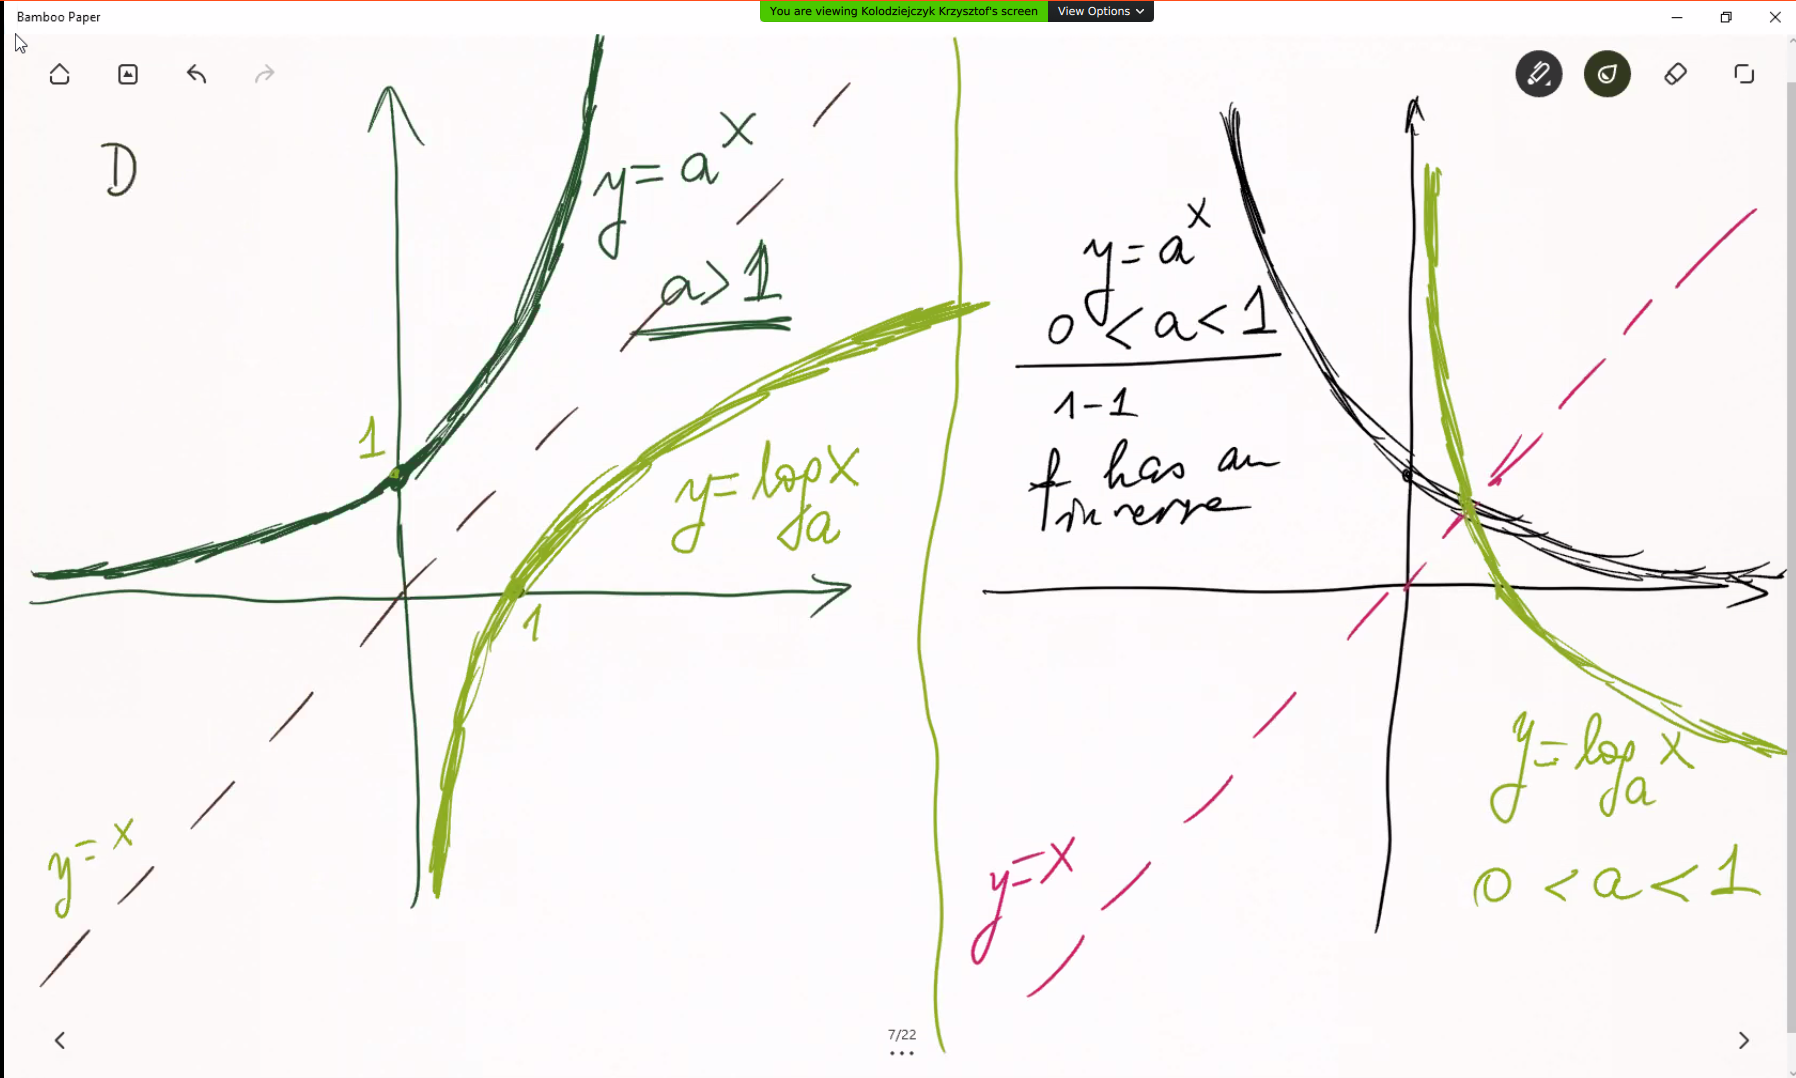 Bamboo Paper
You are viewing Kolodziejczyk Krzysztof's screen
View Options
D
y = a^x
a > 1
1
y = log_a x
1
y = x
y = a^x
0 < a < 1
1-1
f has an
inverse
y = x
y = log_a x
0 < a < 1
7/22